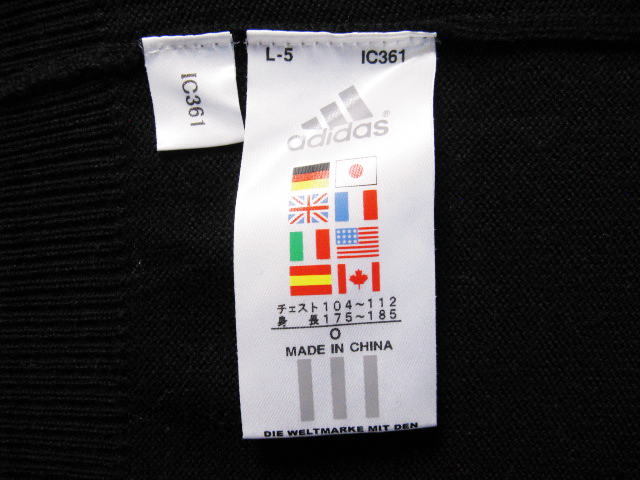 L-5 IC361
IC361
adidas
チェスト104~112
身 長175~185
O
MADE IN CHINA
DIE WELTMARKE MIT DEN